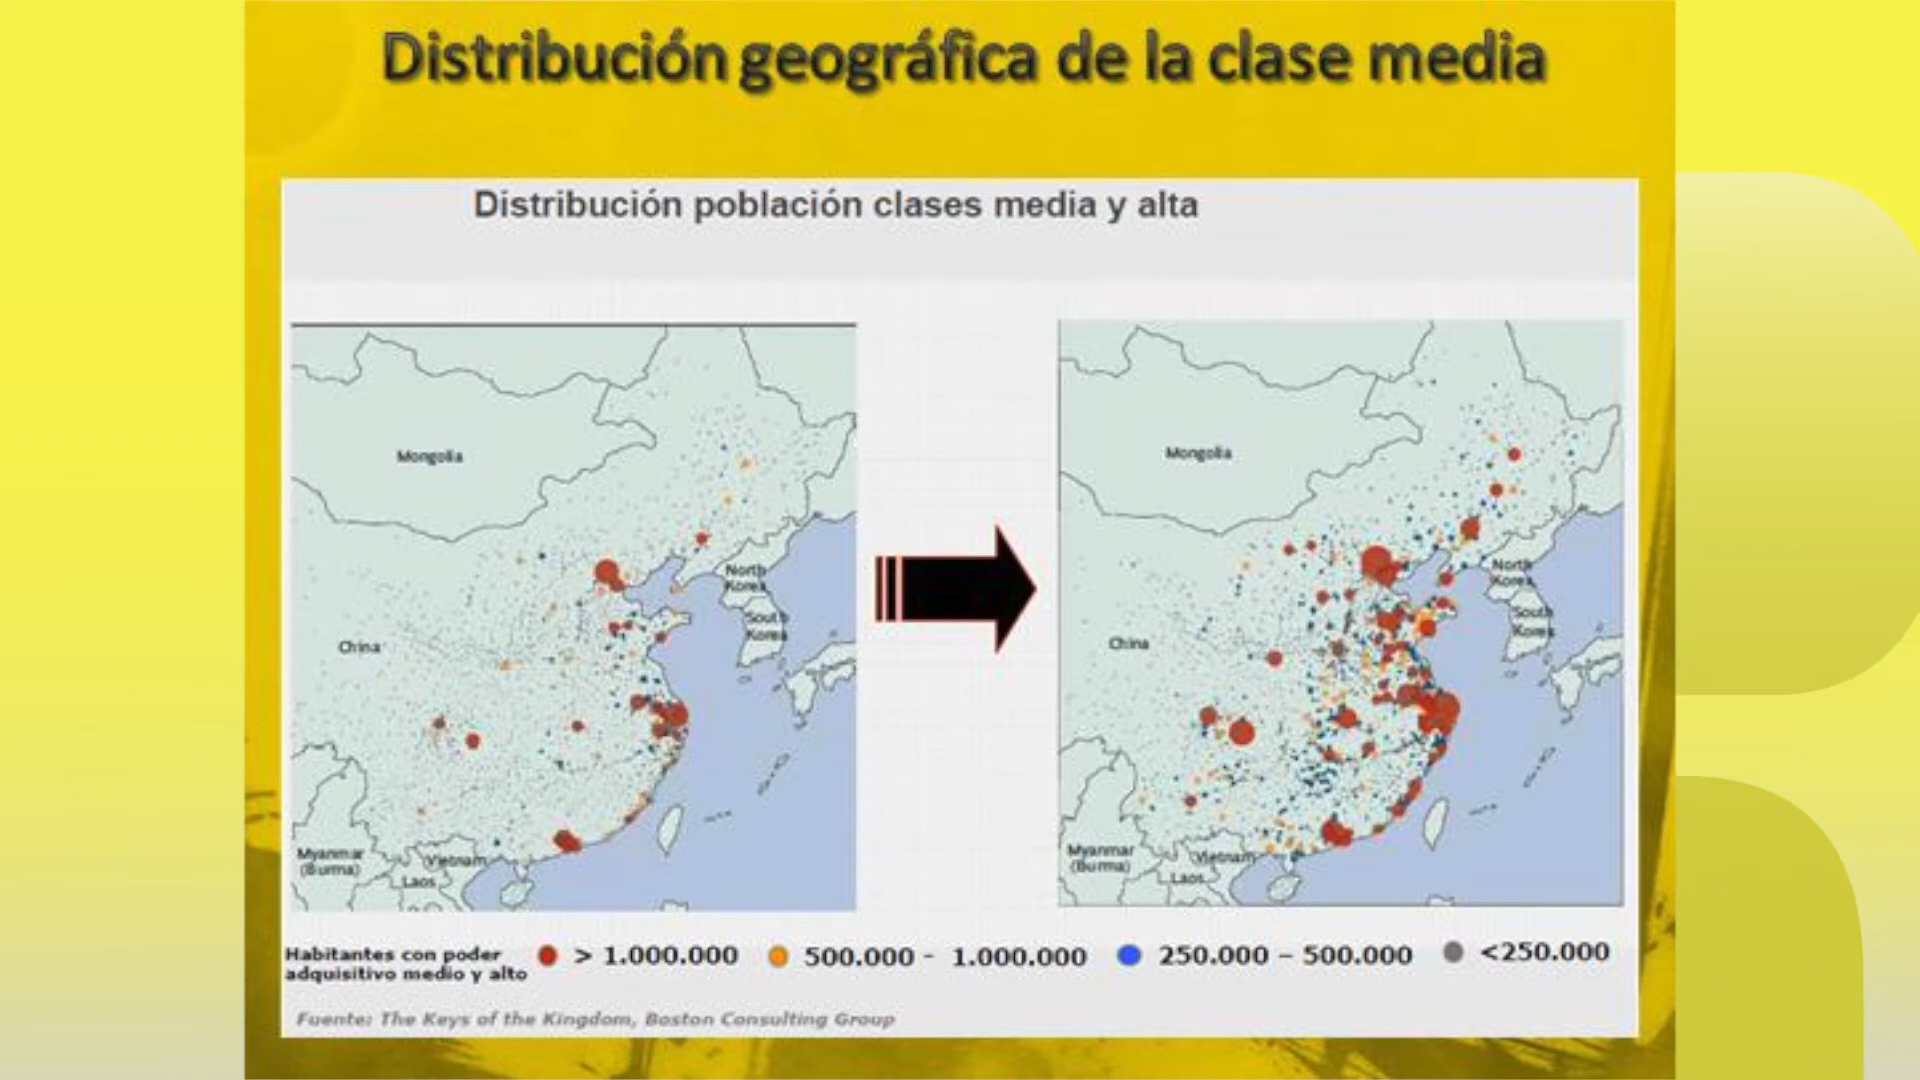 Distribución geográfica de la clase media
Distribución población clases media y alta
Mongolia
North
Korea
South
Korea
China
Myanmar
(Burma)
Vietnam
Laos
Mongolia
North
Korea
South
Korea
China
Myanmar
(Burma)
Vietnam
Laos
Habitantes con poder
adquisitivo medio y alto
> 1.000.000
500.000 - 1.000.000
250.000 – 500.000
<250.000
Fuente: The Keys of the Kingdom, Boston Consulting Group